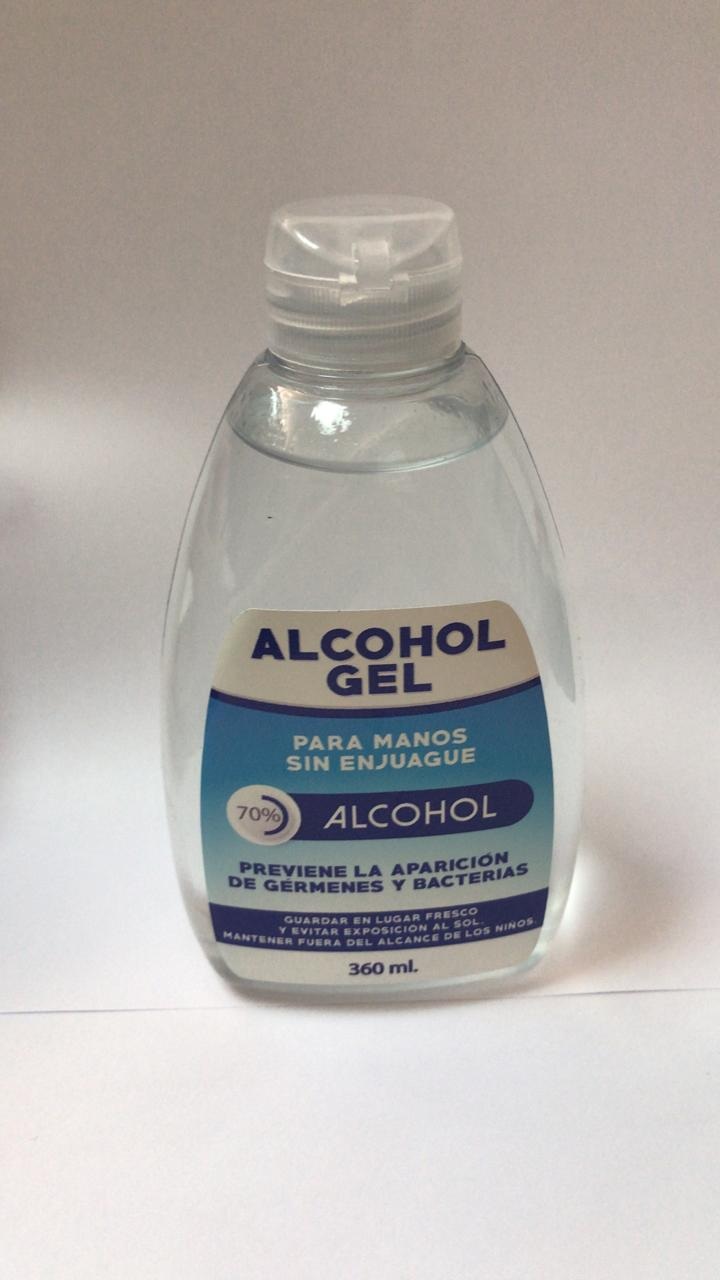 ALCOHOL
GEL
PARA MANOS
SIN ENJUAGUE
70% ALCOHOL
PREVIENE LA APARICIÓN
DE GÉRMENES Y BACTERIAS
GUARDAR EN LUGAR FRESCO
Y EVITAR EXPOSICIÓN AL SOL.
MANTENER FUERA DEL ALCANCE DE LOS NIÑOS.
360 ml.